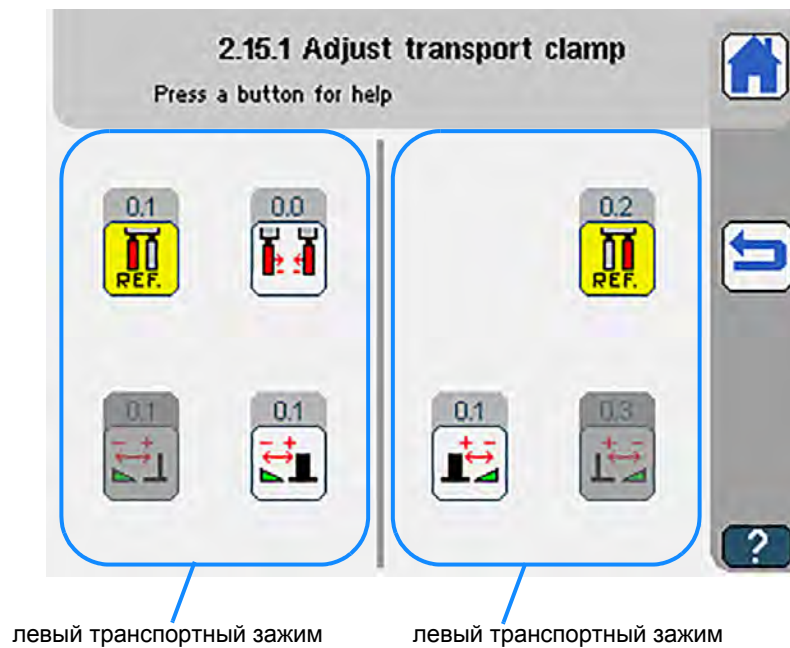 2.15.1 Adjust transport clamp
Press a button for help
0.1 0.0 0.2
REF. REF.
0.1 0.1 0.1 0.3
- + - + + - + -
?
левый транспортный зажим левый транспортный зажим